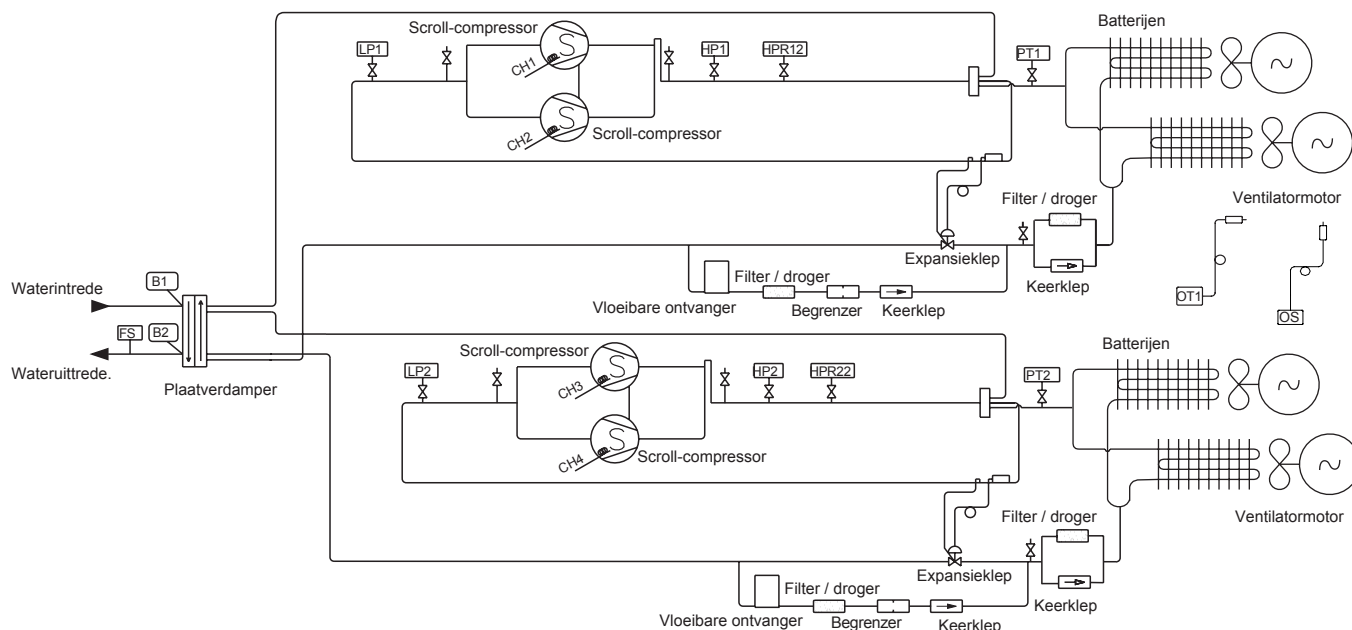 Scroll-compressor
Batterijen
LP1
CH1
HP1
HPR12
PT1
CH2
Scroll-compressor
Filter / droger
Ventilatormotor
Expansieklep
Keerklep
Waterintrede
B1
Filter / droger
Vloeibare ontvanger
Begrenzer
Keerklep
OT1
OS
FS
B2
Wateruittrede.
Plaatverdamper
Scroll-compressor
Batterijen
LP2
CH3
HP2
HPR22
PT2
CH4
Scroll-compressor
Filter / droger
Ventilatormotor
Expansieklep
Keerklep
Filter / droger
Vloeibare ontvanger
Begrenzer
Keerklep